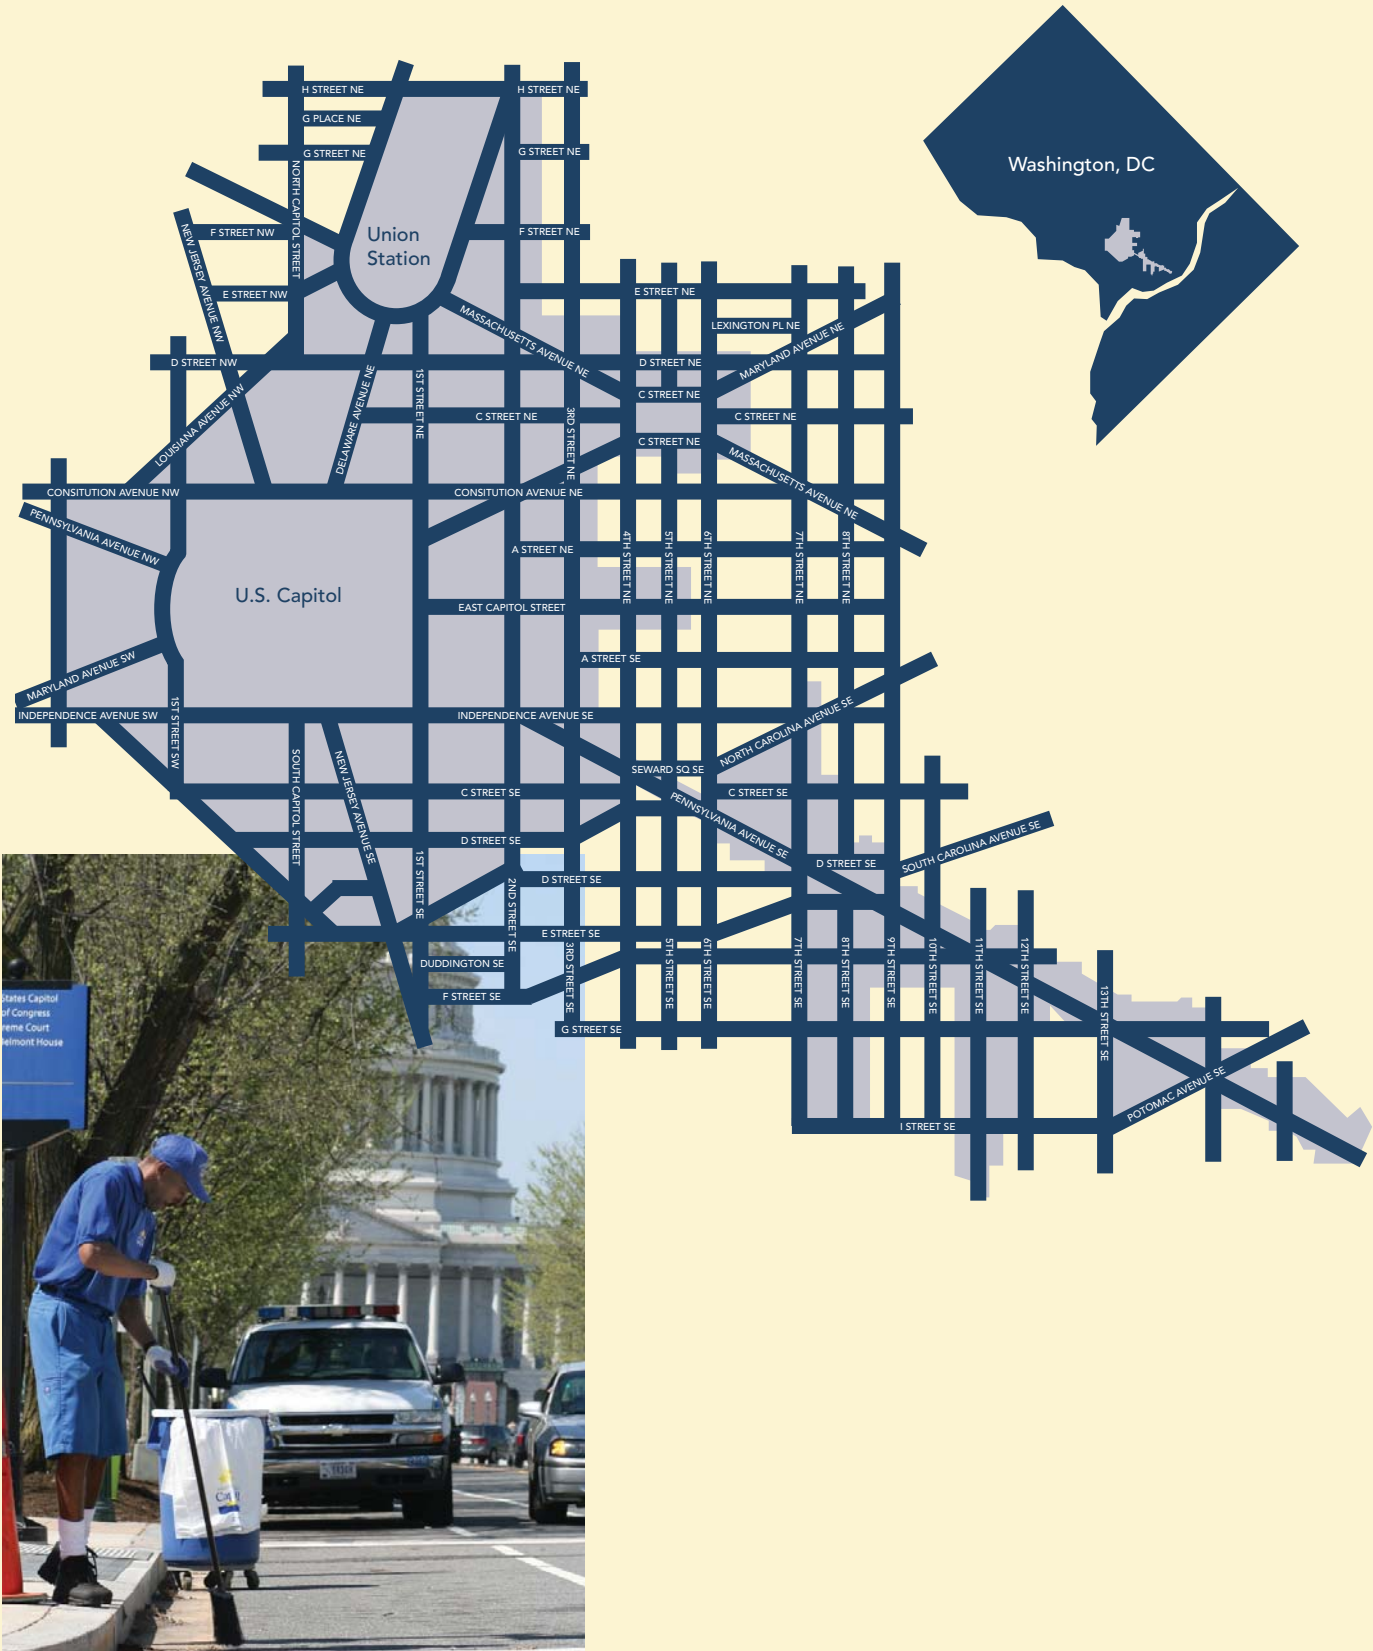 Washington, DC
H STREET NE
H STREET NE
G PLACE NE
G STREET NE
G STREET NE
NORTH CAPITOL STREET
F STREET NW
Union
Station
F STREET NE
NEW JERSEY AVENUE NW
E STREET NW
E STREET NE
MASSACHUSETTS AVENUE NE
LEXINGTON PL NE
MARYLAND AVENUE NE
D STREET NW
D STREET NE
1ST STREET NE
DELAWARE AVENUE NE
LOUISIANA AVENUE NW
C STREET NE
C STREET NE
3RD STREET NE
C STREET NE
C STREET NE
MASSACHUSETTS AVENUE NE
CONSITUTION AVENUE NW
CONSITUTION AVENUE NE
PENNSYLVANIA AVENUE NW
A STREET NE
4TH STREET NE
5TH STREET NE
6TH STREET NE
7TH STREET NE
8TH STREET NE
U.S. Capitol
EAST CAPITOL STREET
MARYLAND AVENUE SW
A STREET SE
INDEPENDENCE AVENUE SW
INDEPENDENCE AVENUE SE
1ST STREET SW
NORTH CAROLINA AVENUE SE
SOUTH CAPITOL STREET
NEW JERSEY AVENUE SE
SEWARD SQ SE
C STREET SE
C STREET SE
PENNSYLVANIA AVENUE SE
D STREET SE
SOUTH CAROLINA AVENUE SE
D STREET SE
1ST STREET SE
2ND STREET SE
D STREET SE
E STREET SE
3RD STREET SE
5TH STREET SE
6TH STREET SE
7TH STREET SE
8TH STREET SE
9TH STREET SE
10TH STREET SE
11TH STREET SE
12TH STREET SE
DUDDINGTON SE
F STREET SE
13TH STREET SE
G STREET SE
POTOMAC AVENUE SE
I STREET SE
States Capitol
of Congress
reme Court
Belmont House